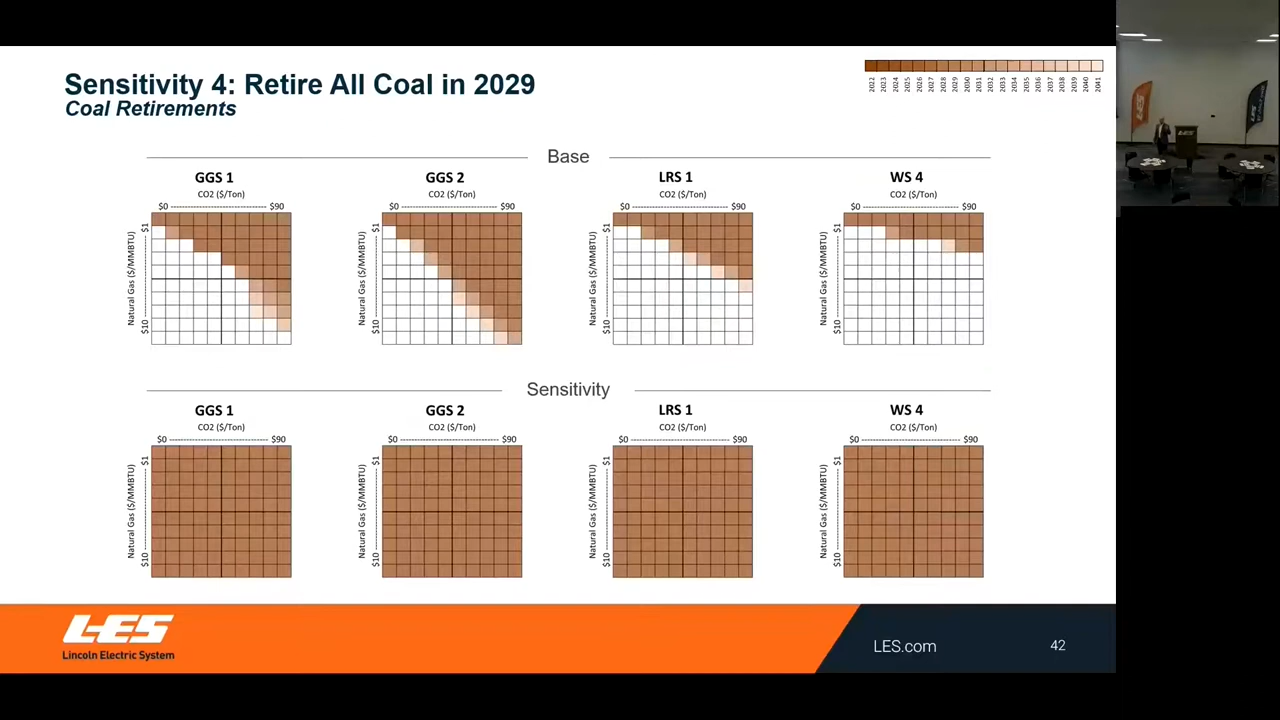 Sensitivity 4: Retire All Coal in 2029
Coal Retirements
2022 2023 2024 2025 2026 2027 2028 2029 2030 2031 2032 2033 2034 2035 2036 2037 2038 2039 2040 2041
Base
GGS 1 GGS 2 LRS 1 WS 4
CO2 ($/Ton) CO2 ($/Ton) CO2 ($/Ton) CO2 ($/Ton)
$0 $90 $0 $90 $0 $90 $0 $90
Natural Gas ($/MMBTU) Natural Gas ($/MMBTU) Natural Gas ($/MMBTU) Natural Gas ($/MMBTU)
$1 $10 $1 $10 $1 $10 $1 $10
Sensitivity
GGS 1 GGS 2 LRS 1 WS 4
CO2 ($/Ton) CO2 ($/Ton) CO2 ($/Ton) CO2 ($/Ton)
$0 $90 $0 $90 $0 $90 $0 $90
Natural Gas ($/MMBTU) Natural Gas ($/MMBTU) Natural Gas ($/MMBTU) Natural Gas ($/MMBTU)
$1 $10 $1 $10 $1 $10 $1 $10
LES
Lincoln Electric System
LES.com
42
LES
LES